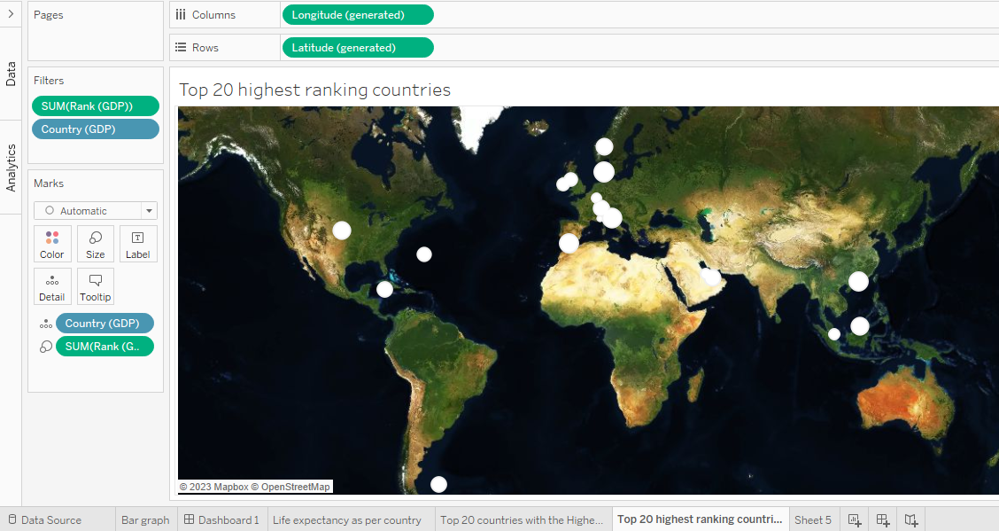 Pages
Columns
Longitude (generated)
Rows
Latitude (generated)
Data
Analytics
Filters
SUM(Rank (GDP))
Country (GDP)
Marks
Automatic
Color
Size
Label
Detail
Tooltip
Country (GDP)
SUM(Rank (G..
Top 20 highest ranking countries
© 2023 Mapbox © OpenStreetMap
Data Source
Bar graph
Dashboard 1
Life expectancy as per country
Top 20 countries with the Highe...
Top 20 highest ranking countri...
Sheet 5